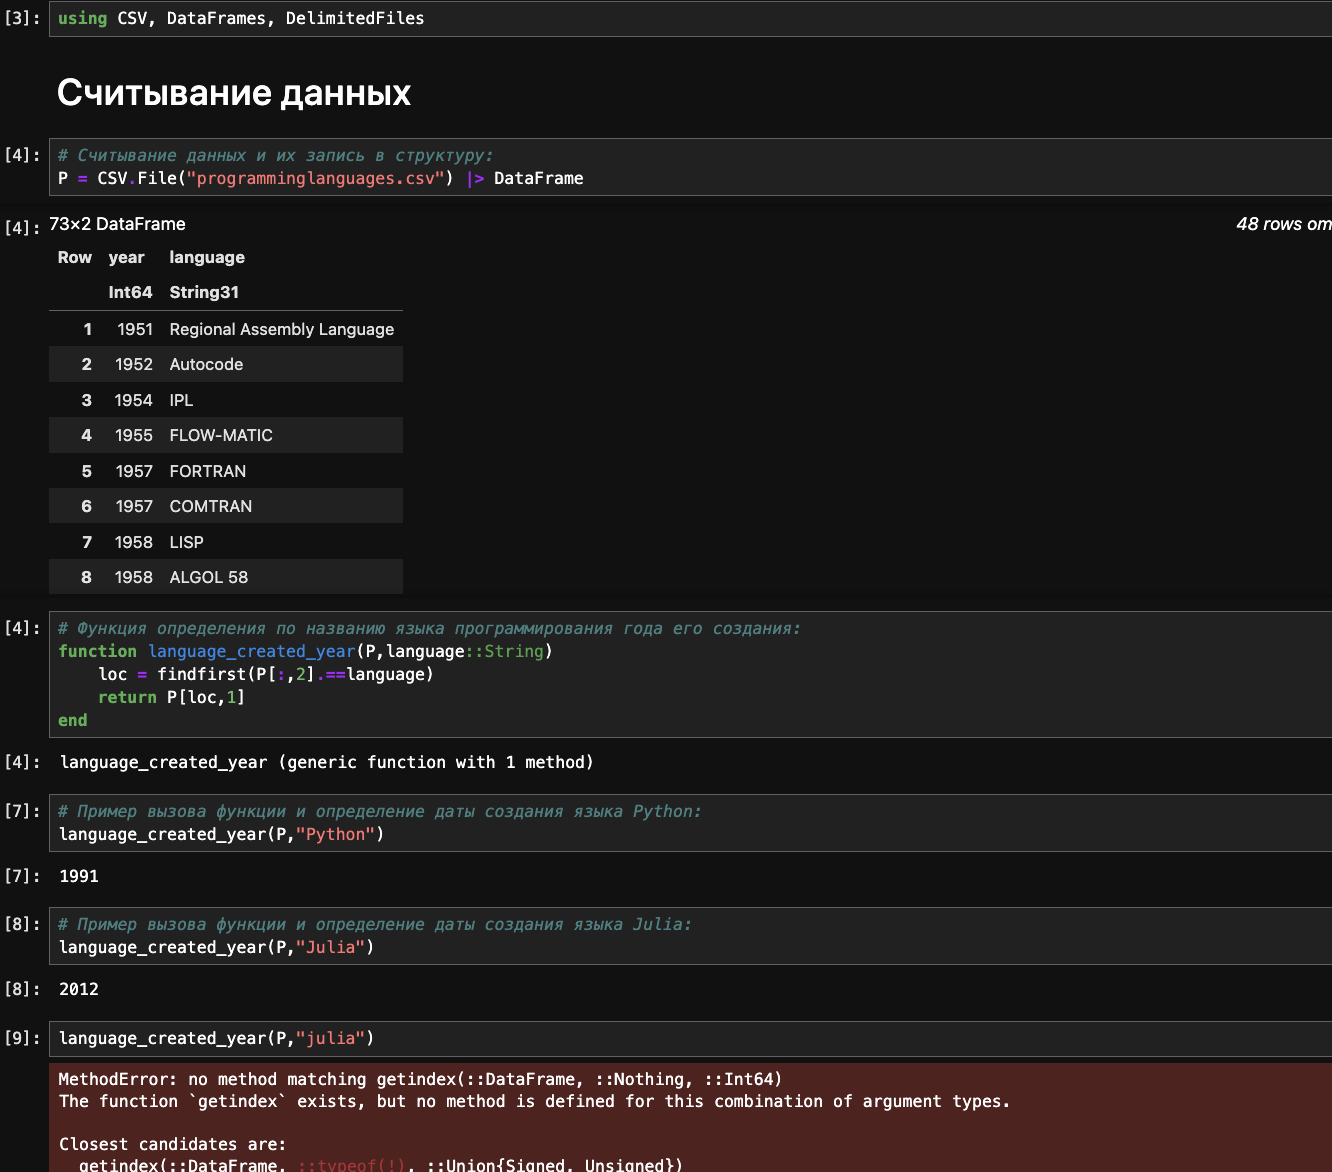 [3]: using CSV, DataFrames, DelimitedFiles
Считывание данных
[4]: # Считывание данных и их запись в структуру:
P = CSV.File("programminglanguages.csv") |> DataFrame
[4]: 73×2 DataFrame 48 rows om
Row year language
Int64 String31
1 1951 Regional Assembly Language
2 1952 Autocode
3 1954 IPL
4 1955 FLOW-MATIC
5 1957 FORTRAN
6 1957 COMTRAN
7 1958 LISP
8 1958 ALGOL 58
[4]: # Функция определения по названию языка программирования года его создания:
function language_created_year(P,language::String)
    loc = findfirst(P[:,2].==language)
    return P[loc,1]
end
[4]: language_created_year (generic function with 1 method)
[7]: # Пример вызова функции и определение даты создания языка Python:
language_created_year(P,"Python")
[7]: 1991
[8]: # Пример вызова функции и определение даты создания языка Julia:
language_created_year(P,"Julia")
[8]: 2012
[9]: language_created_year(P,"julia")
MethodError: no method matching getindex(::DataFrame, ::Nothing, ::Int64)
The function `getindex` exists, but no method is defined for this combination of argument types.
Closest candidates are:
getindex(::DataFrame, ::typeof(!), ::Union{Signed, Unsigned})